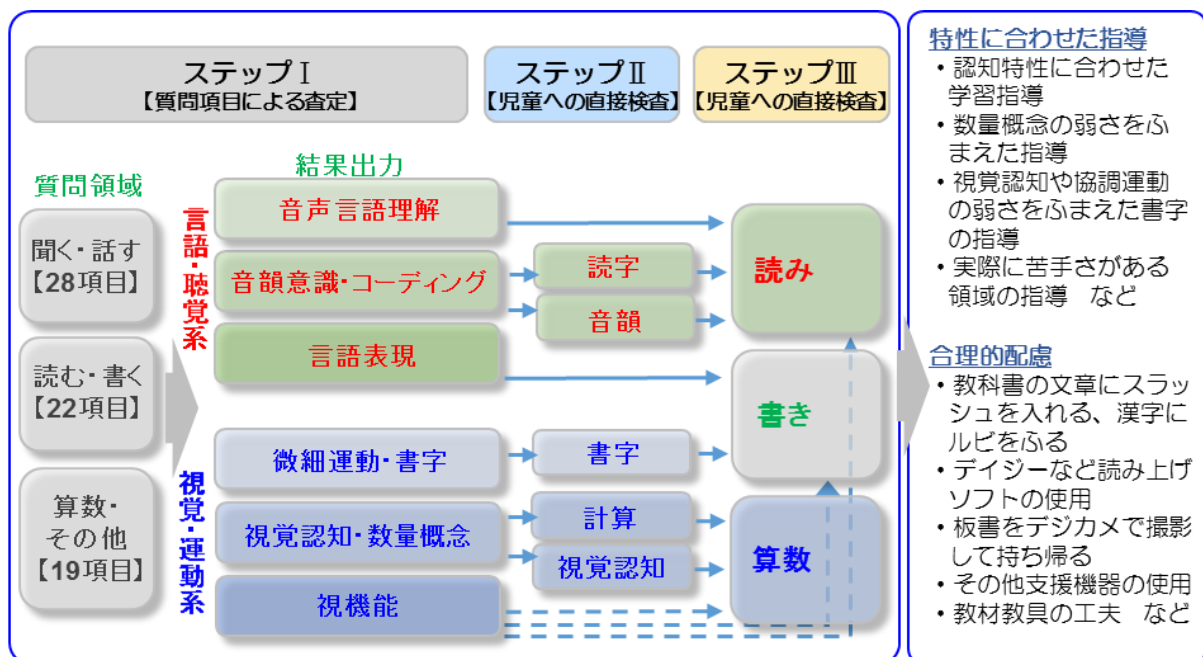 ステップⅠ
【質問項目による査定】
ステップⅡ
【児童への直接検査】
ステップⅢ
【児童への直接検査】
質問領域
聞く・話す
【28項目】
読む・書く
【22項目】
算数・
その他
【19項目】
言語・聴覚系
視覚・運動系
結果出力
音声言語理解
音韻意識・コーディング
言語表現
微細運動・書字
視覚認知・数量概念
視機能
読字
音韻
書字
計算
視覚認知
読み
書き
算数
特性に合わせた指導
・認知特性に合わせた
学習指導
・数量概念の弱さをふ
まえた指導
・視覚認知や協調運動
の弱さをふまえた書字
の指導
・実際に苦手さがある
領域の指導 など
合理的配慮
・教科書の文章にスラッ
シュを入れる、漢字に
ルビをふる
・デイジーなど読み上げ
ソフトの使用
・板書をデジカメで撮影
して持ち帰る
・その他支援機器の使用
・教材教具の工夫 など